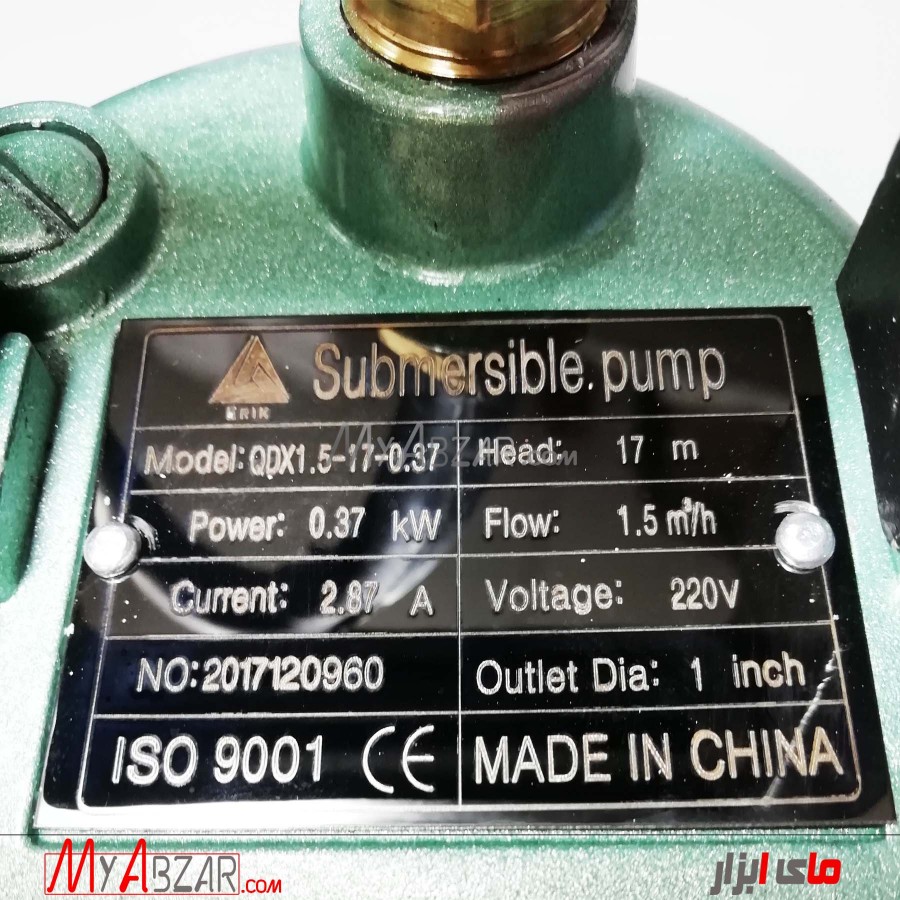 Submersible.pump
ERIK
Model: QDX1.5-17-0.37 Head: 17 m
MYABZAR.com
Power: 0.37 kW Flow: 1.5 m³/h
Current: 2.87 A Voltage: 220V
NO: 2017120960 Outlet Dia: 1 inch
ISO 9001 CE MADE IN CHINA
MYABZAR.COM مای ابزار